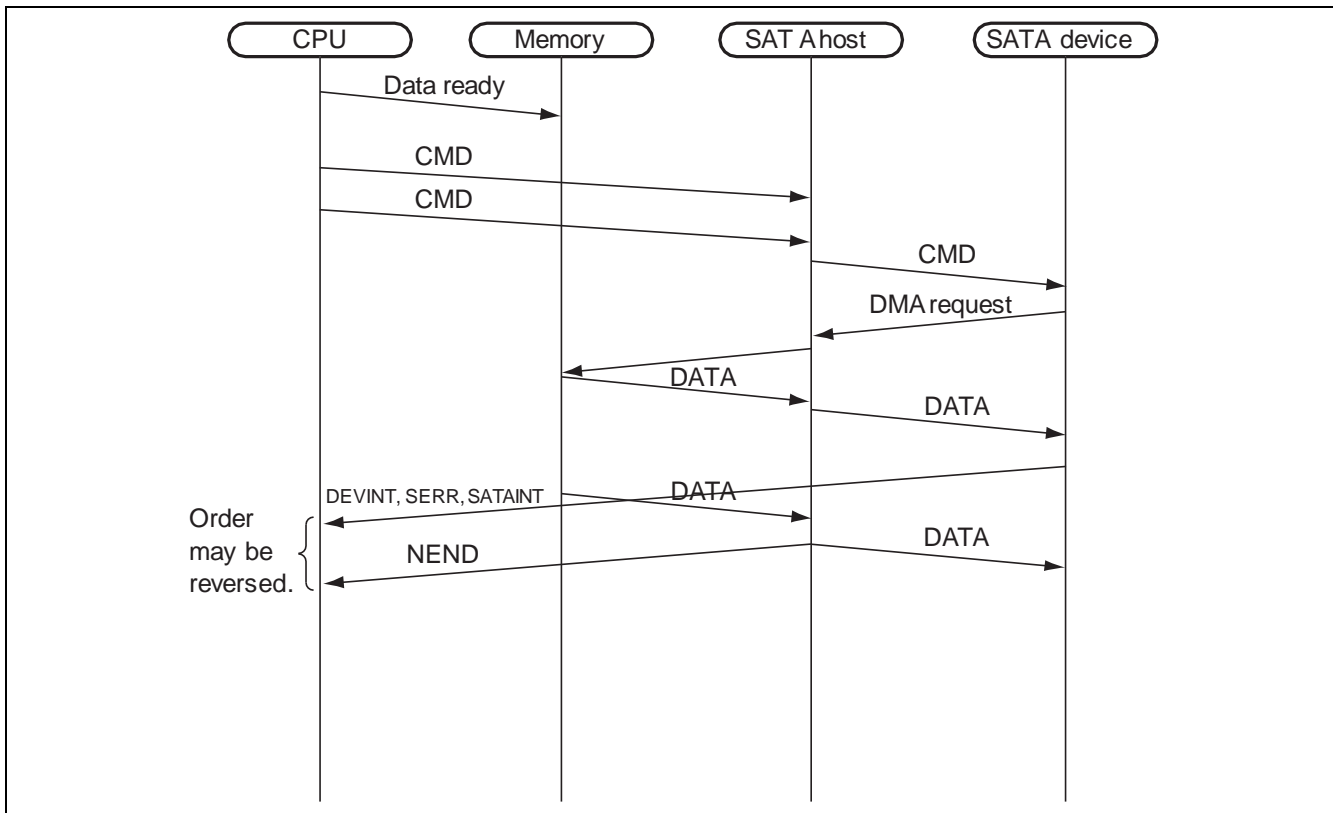 CPU
Memory
SAT Ahost
SATA device
Data ready
CMD
CMD
CMD
DMA request
DATA
DATA
DEVINT, SERR, SATAINT
DATA
Order
may be
reversed.
NEND
DATA